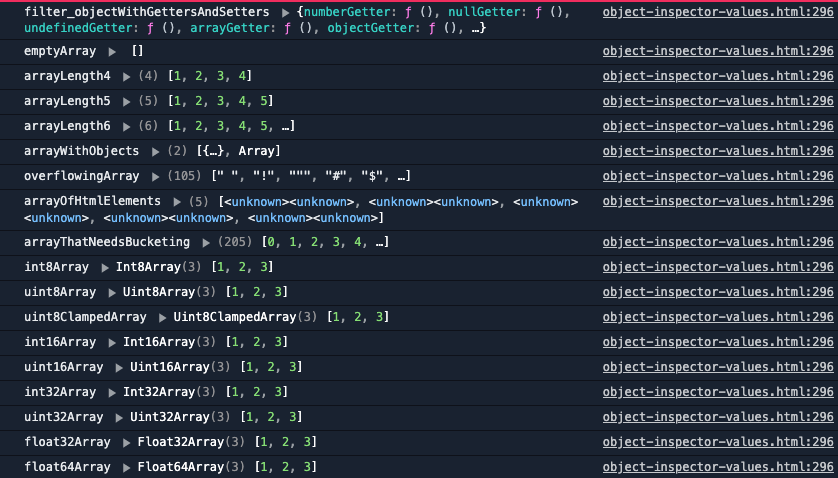 filter_objectWithGettersAndSetters ▶ {numberGetter: ƒ (), nullGetter: ƒ (), object-inspector-values.html:296
undefinedGetter: ƒ (), arrayGetter: ƒ (), objectGetter: ƒ (), …}
emptyArray ▶ [] object-inspector-values.html:296
arrayLength4 ▶ (4) [1, 2, 3, 4] object-inspector-values.html:296
arrayLength5 ▶ (5) [1, 2, 3, 4, 5] object-inspector-values.html:296
arrayLength6 ▶ (6) [1, 2, 3, 4, 5, …] object-inspector-values.html:296
arrayWithObjects ▶ (2) [{…}, Array] object-inspector-values.html:296
overflowingArray ▶ (105) [" ", "!", """, "#", "$", …] object-inspector-values.html:296
arrayOfHtmlElements ▶ (5) [<unknown><unknown>, <unknown><unknown>, <unknown> object-inspector-values.html:296
<unknown>, <unknown><unknown>, <unknown><unknown>]
arrayThatNeedsBucketing ▶ (205) [0, 1, 2, 3, 4, …] object-inspector-values.html:296
int8Array ▶ Int8Array(3) [1, 2, 3] object-inspector-values.html:296
uint8Array ▶ Uint8Array(3) [1, 2, 3] object-inspector-values.html:296
uint8ClampedArray ▶ Uint8ClampedArray(3) [1, 2, 3] object-inspector-values.html:296
int16Array ▶ Int16Array(3) [1, 2, 3] object-inspector-values.html:296
uint16Array ▶ Uint16Array(3) [1, 2, 3] object-inspector-values.html:296
int32Array ▶ Int32Array(3) [1, 2, 3] object-inspector-values.html:296
uint32Array ▶ Uint32Array(3) [1, 2, 3] object-inspector-values.html:296
float32Array ▶ Float32Array(3) [1, 2, 3] object-inspector-values.html:296
float64Array ▶ Float64Array(3) [1, 2, 3] object-inspector-values.html:296